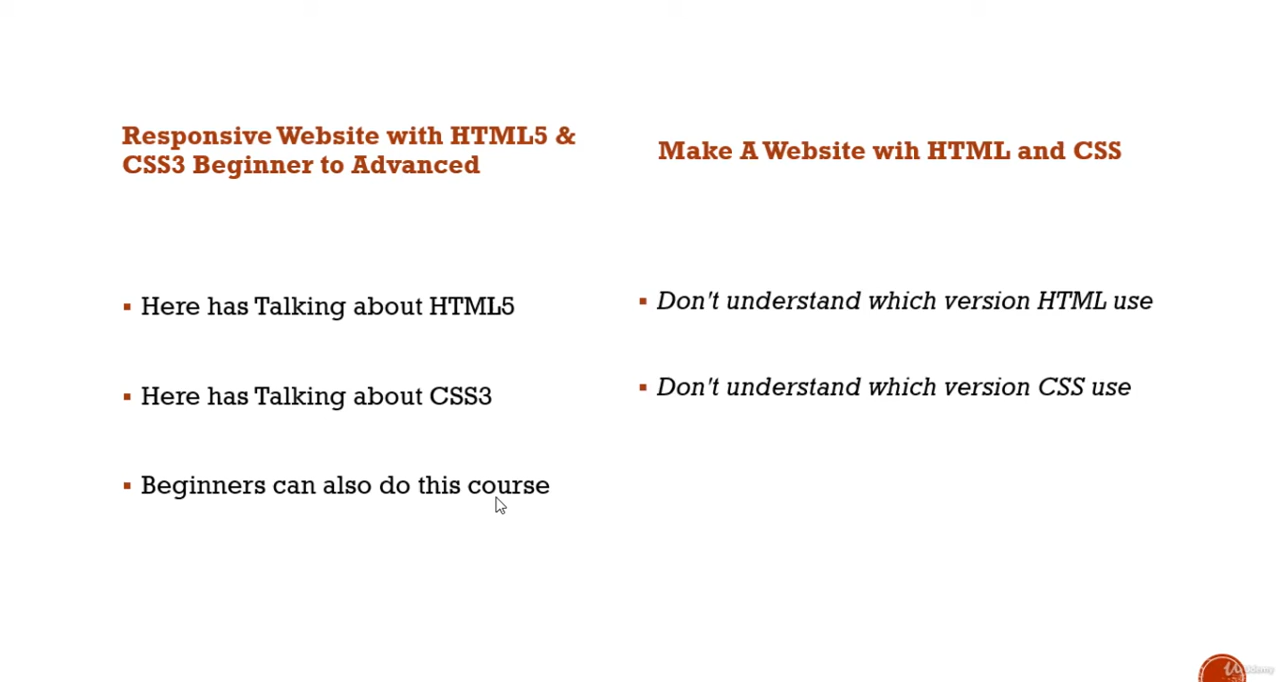 Responsive Website with HTML5 &
CSS3 Beginner to Advanced
Here has Talking about HTML5
Here has Talking about CSS3
Beginners can also do this course
Make A Website wih HTML and CSS
Don't understand which version HTML use
Don't understand which version CSS use
Udemy